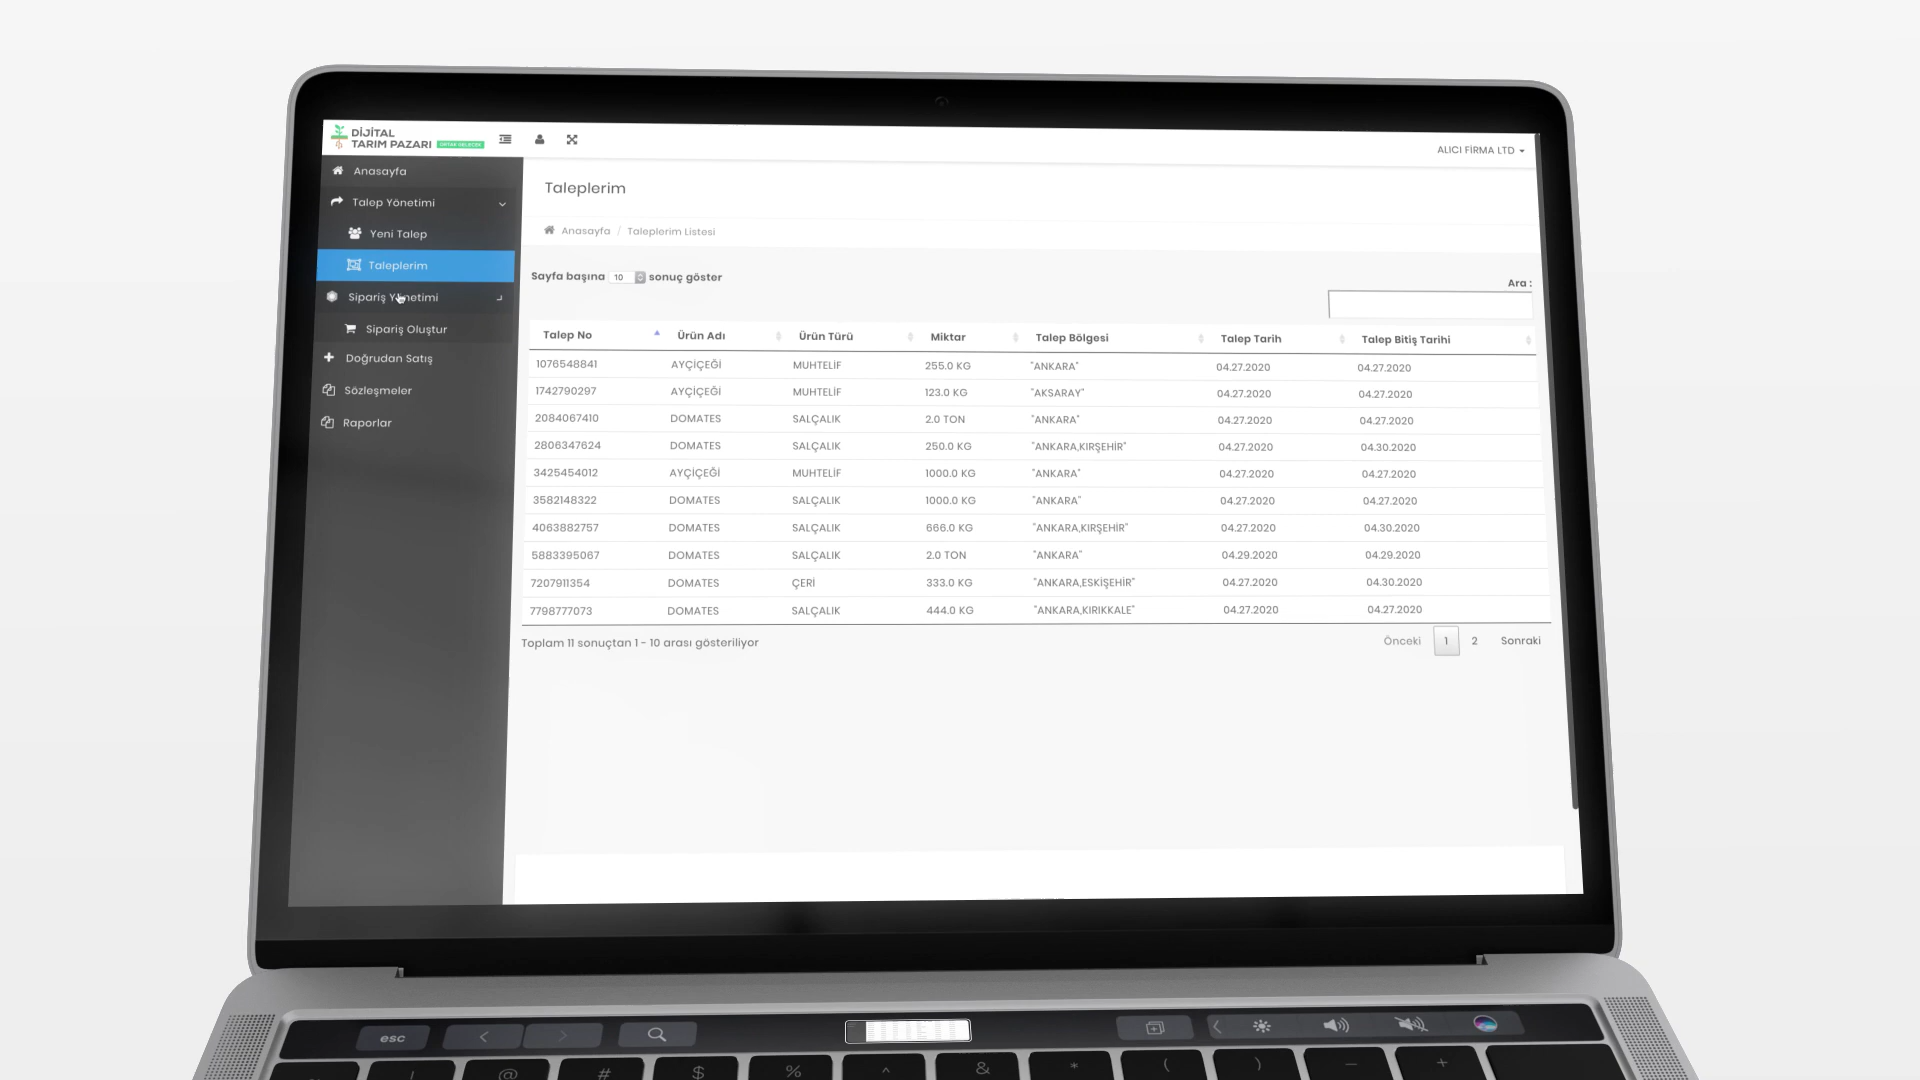 DİJİTAL
TARIM PAZARI
ALICI FİRMA LTD
Anasayfa
Talep Yönetimi
Yeni Talep
Taleplerim
Sipariş Yönetimi
Sipariş Oluştur
Doğrudan Satış
Sözleşmeler
Raporlar
Taleplerim
Anasayfa / Taleplerim Listesi
Sayfa başına 10 sonuç göster
Ara :
Talep No Ürün Adı Ürün Türü Miktar Talep Bölgesi Talep Tarih Talep Bitiş Tarihi
1076548841 AYÇİÇEĞİ MUHTELİF 255.0 KG "ANKARA" 04.27.2020 04.27.2020
1742790297 AYÇİÇEĞİ MUHTELİF 123.0 KG "AKSARAY" 04.27.2020 04.27.2020
2084067410 DOMATES SALÇALIK 2.0 TON "ANKARA" 04.27.2020 04.27.2020
2806347624 DOMATES SALÇALIK 250.0 KG "ANKARA,KIRŞEHİR" 04.27.2020 04.30.2020
3425454012 AYÇİÇEĞİ MUHTELİF 1000.0 KG "ANKARA" 04.27.2020 04.27.2020
3582148322 DOMATES SALÇALIK 1000.0 KG "ANKARA" 04.27.2020 04.27.2020
4063882757 DOMATES SALÇALIK 666.0 KG "ANKARA,KIRŞEHİR" 04.27.2020 04.30.2020
5883395067 DOMATES SALÇALIK 2.0 TON "ANKARA" 04.29.2020 04.29.2020
7207911354 DOMATES ÇERİ 333.0 KG "ANKARA,ESKİŞEHİR" 04.27.2020 04.30.2020
7798777073 DOMATES SALÇALIK 444.0 KG "ANKARA,KIRIKKALE" 04.27.2020 04.27.2020
Toplam 11 sonuçtan 1 - 10 arası gösteriliyor
Önceki 1 2 Sonraki
esc
! @ # $ % ^ & * ( ) — +